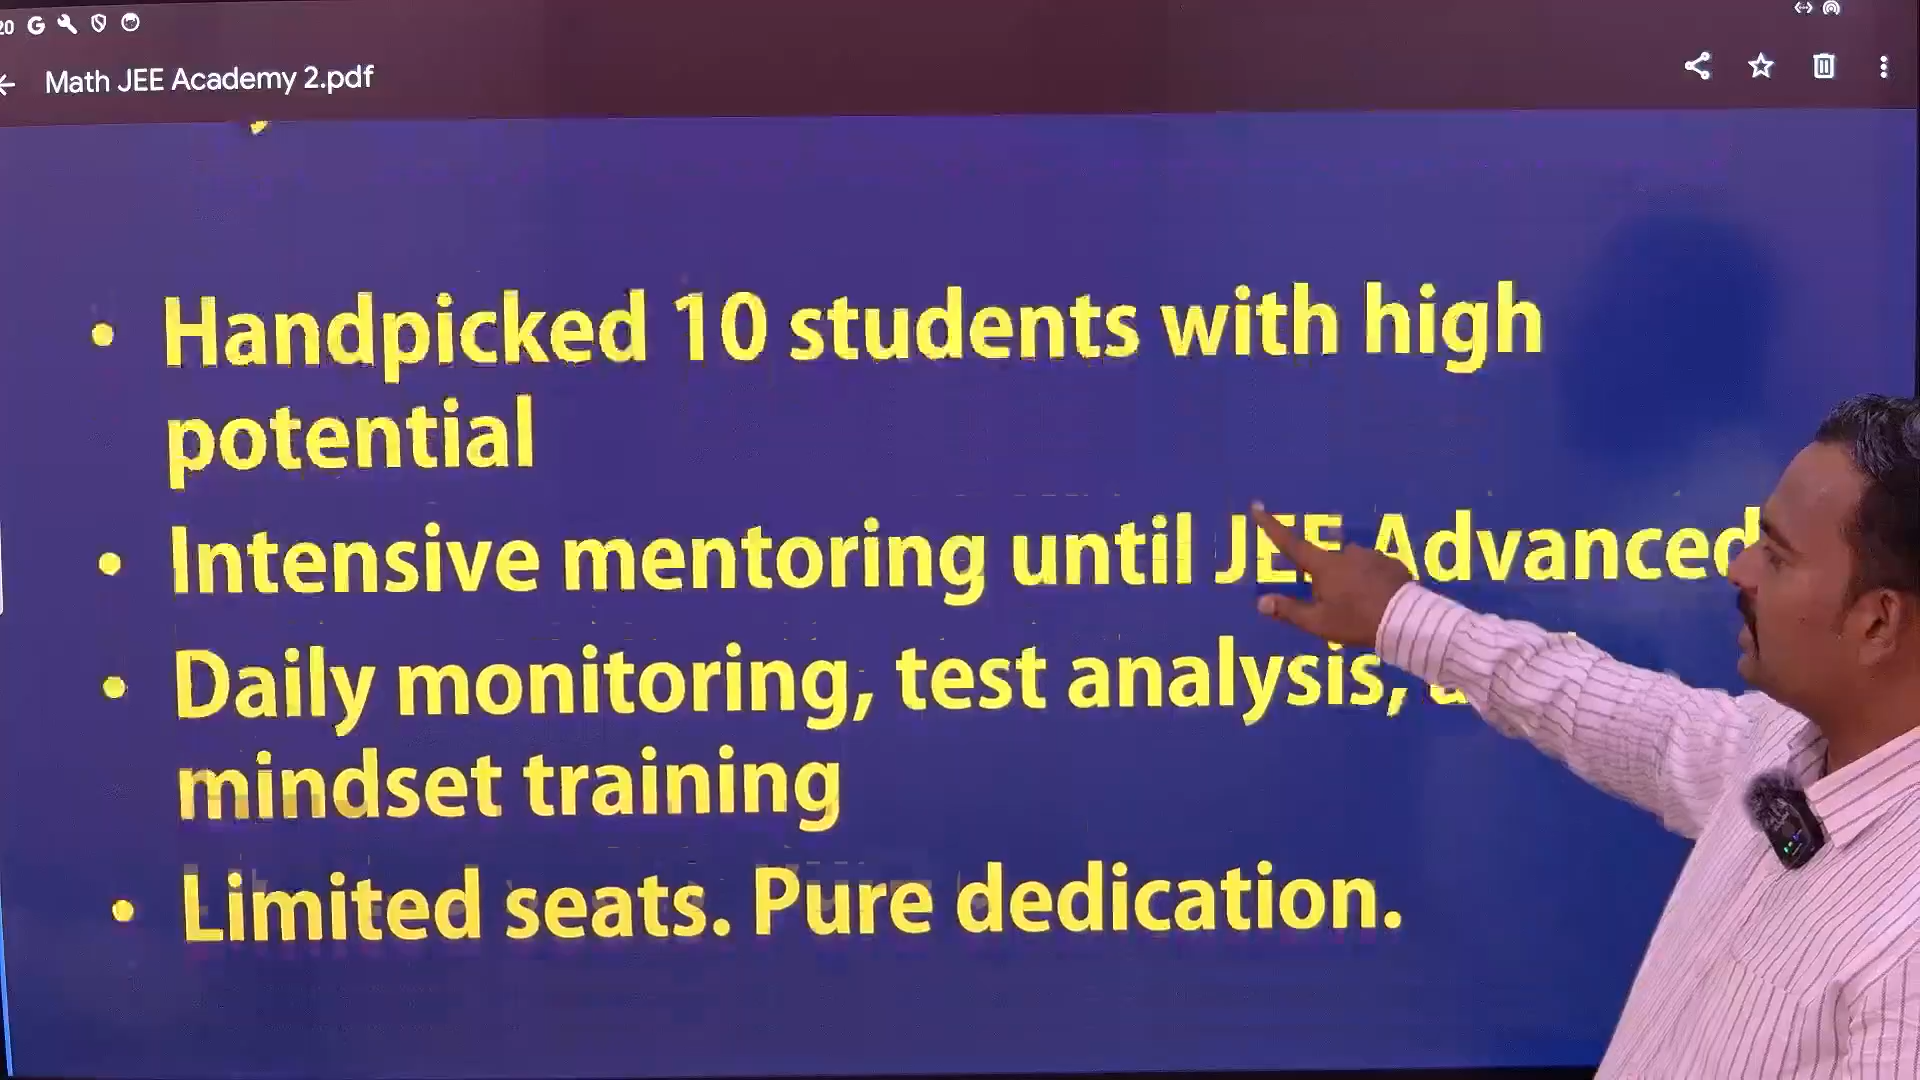 20
Math JEE Academy 2.pdf
• Handpicked 10 students with high
potential
• Intensive mentoring until JEE Advanced
• Daily monitoring, test analysis,
mindset training
• Limited seats. Pure dedication.